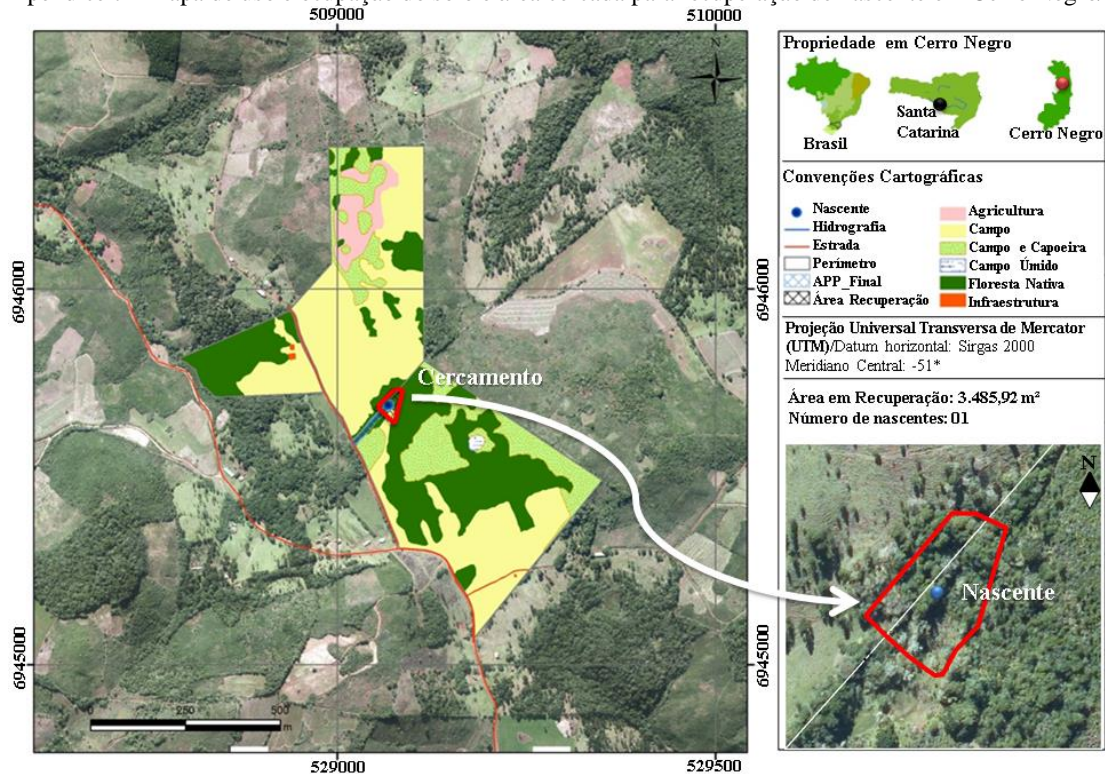 509000
510000
6946000
6945000
6946000
6945000
529000
529500
N
Cercamento
0
250
500
m
Propriedade em Cerro Negro
Brasil
Santa
Catarina
Cerro Negro
Convenções Cartográficas
Nascente
Hidrografia
Estrada
Perímetro
APP_Final
Área Recuperação
Agricultura
Campo
Campo e Capoeira
Campo Úmido
Floresta Nativa
Infraestrutura
Projeção Universal Transversa de Mercator
(UTM)/Datum horizontal: Sirgas 2000
Meridiano Central: -51*
Área em Recuperação: 3.485,92 m²
Número de nascentes: 01
N
Nascente